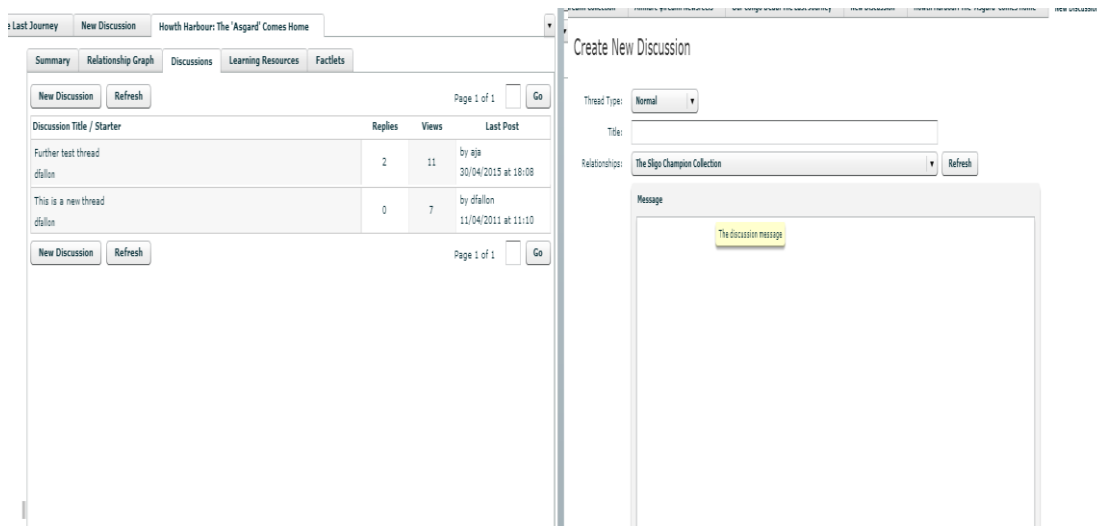 e Last Journey New Discussion Howth Harbour: The 'Asgard' Comes Home
Summary Relationship Graph Discussions Learning Resources Factlets
New Discussion Refresh Page 1 of 1 Go
Discussion Title / Starter Replies Views Last Post
Further test thread
dfallon
2 11
by aja
30/04/2015 at 18:08
This is a new thread
dfallon
0 7
by dfallon
11/04/2011 at 11:10
New Discussion Refresh Page 1 of 1 Go
New Discussion
Create New Discussion
Thread Type: Normal
Title:
Relationships: The Sligo Champion Collection Refresh
Message
The discussion message